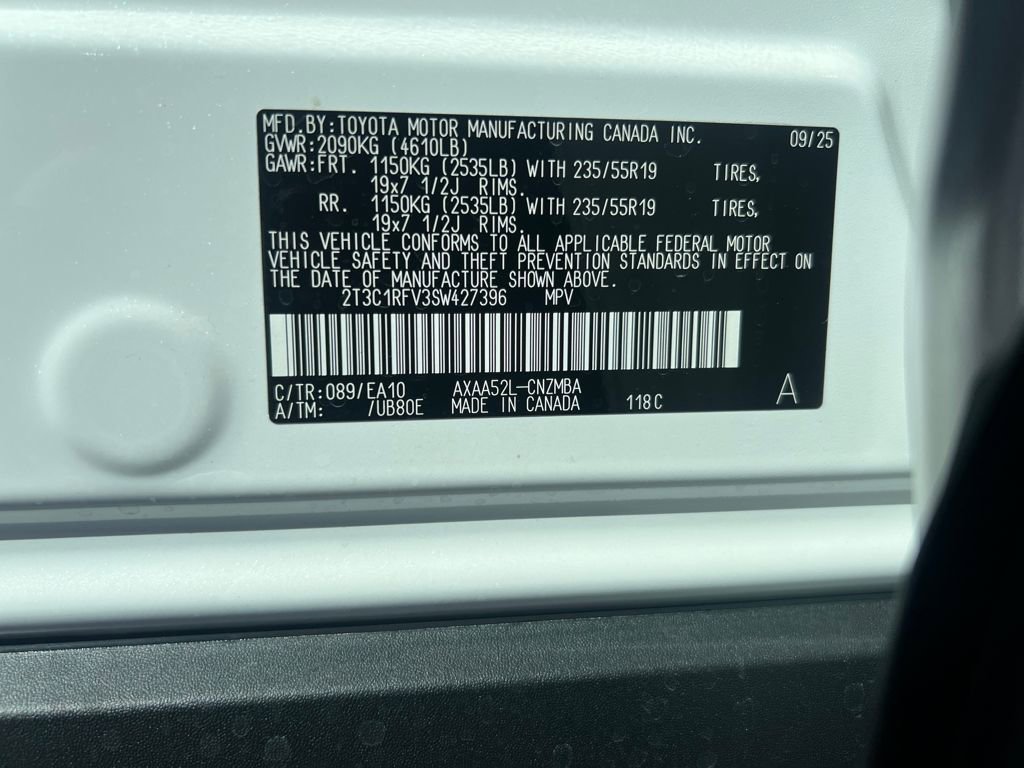 MFD.BY:TOYOTA MOTOR MANUFACTURING CANADA INC. 09/25
GVWR:2090KG (4610LB)
GAWR:FRT. 1150KG (2535LB) WITH 235/55R19 TIRES,
19x7 1/2J RIMS.
RR. 1150KG (2535LB) WITH 235/55R19 TIRES,
19x7 1/2J RIMS.
THIS VEHICLE CONFORMS TO ALL APPLICABLE FEDERAL MOTOR
VEHICLE SAFETY AND THEFT PREVENTION STANDARDS IN EFFECT ON
THE DATE OF MANUFACTURE SHOWN ABOVE.
2T3C1RFV3SW427396 MPV
C/TR:089/EA10 AXAA52L-CNZMBA
A/TM: /UB80E MADE IN CANADA 118C A